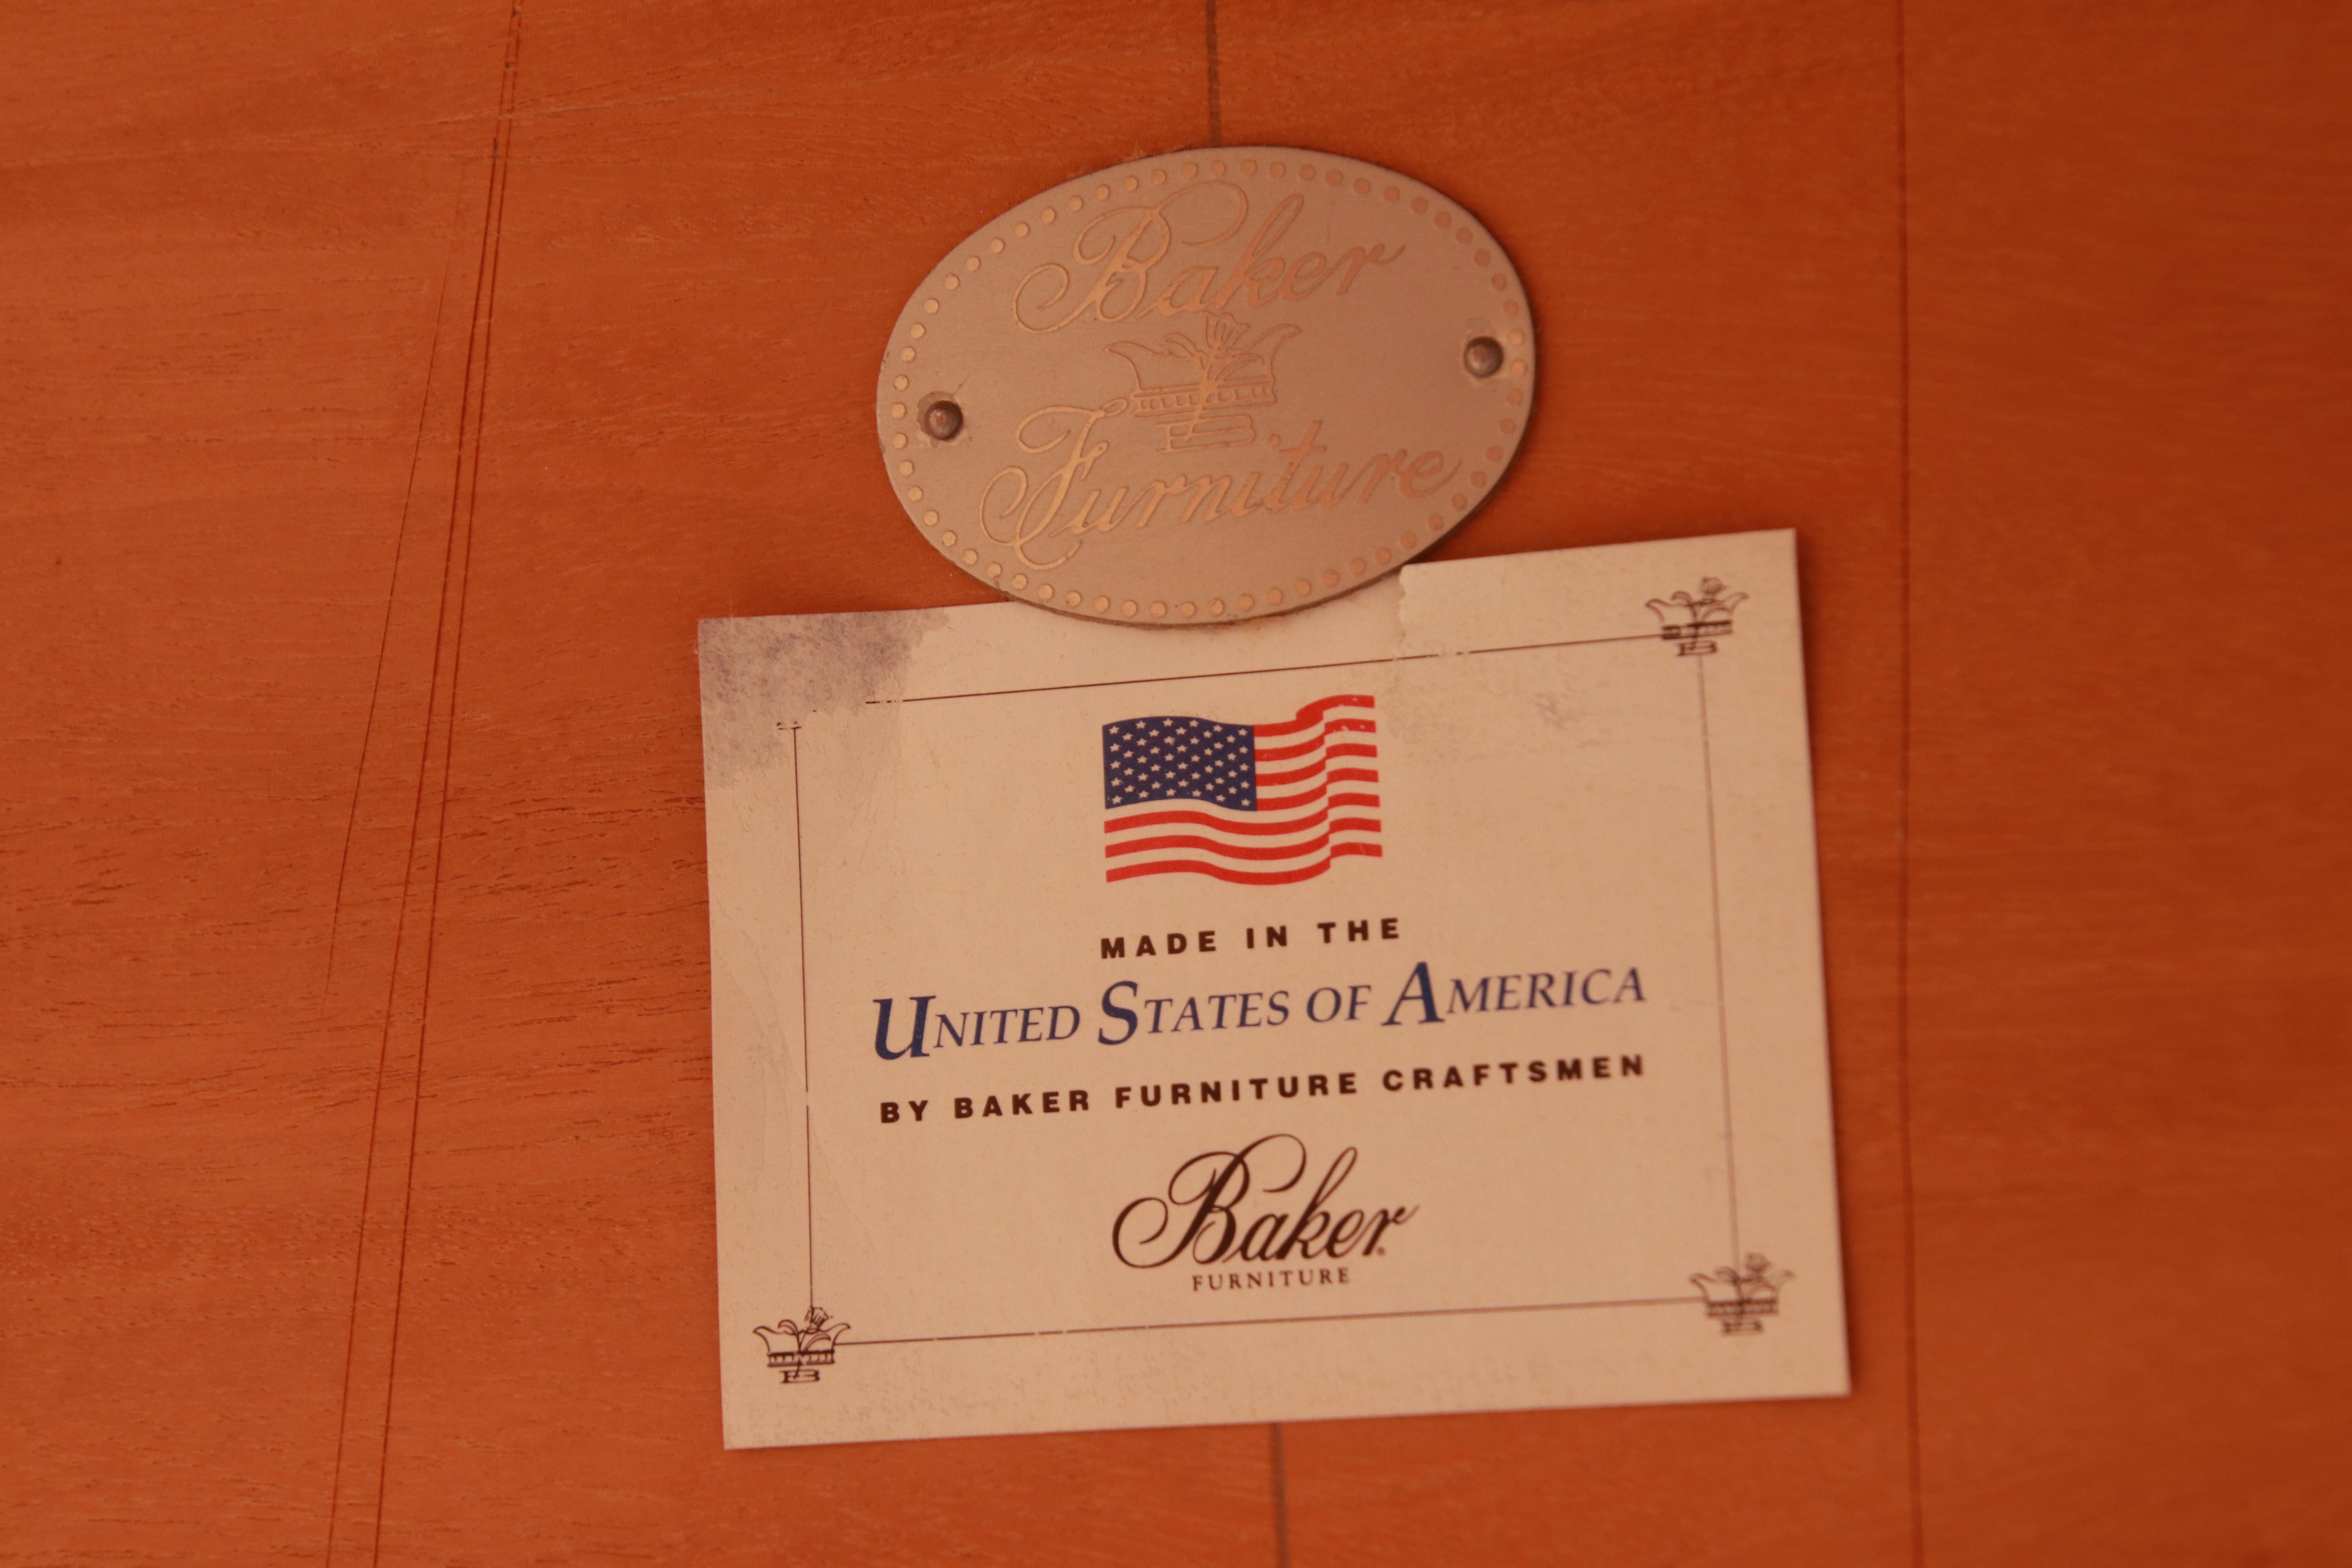 Baker
B
Furniture
MADE IN THE
UNITED STATES OF AMERICA
BY BAKER FURNITURE CRAFTSMEN
Baker®
FURNITURE
B
B
B